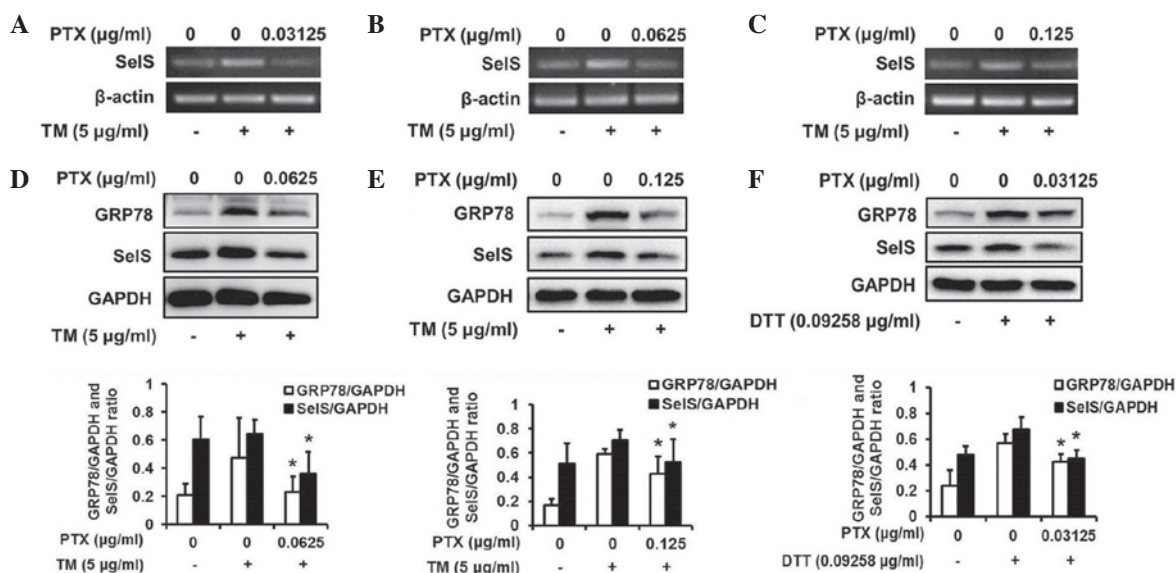 A
PTX (µg/ml) 0 0 0.03125
SelS
β-actin
TM (5 µg/ml) - + +
B
PTX (µg/ml) 0 0 0.0625
SelS
β-actin
TM (5 µg/ml) - + +
C
PTX (µg/ml) 0 0 0.125
SelS
β-actin
TM (5 µg/ml) - + +
D
PTX (µg/ml) 0 0 0.0625
GRP78
SelS
GAPDH
TM (5 µg/ml) - + +
GRP78/GAPDH and
SelS/GAPDH ratio
1
0.8
0.6
0.4
0.2
0
GRP78/GAPDH
SelS/GAPDH
* *
PTX (µg/ml) 0 0 0.0625
TM (5 µg/ml) - + +
E
PTX (µg/ml) 0 0 0.125
GRP78
SelS
GAPDH
TM (5 µg/ml) - + +
GRP78/GAPDH and
SelS/GAPDH ratio
1
0.8
0.6
0.4
0.2
0
GRP78/GAPDH
SelS/GAPDH
* *
PTX (µg/ml) 0 0 0.125
TM (5 µg/ml) - + +
F
PTX (µg/ml) 0 0 0.03125
GRP78
SelS
GAPDH
DTT (0.09258 µg/ml) - + +
GRP78/GAPDH and
SelS/GAPDH ratio
1
0.8
0.6
0.4
0.2
0
GRP78/GAPDH
SelS/GAPDH
* *
PTX (µg/ml) 0 0 0.03125
DTT (0.09258 µg/ml) - + +